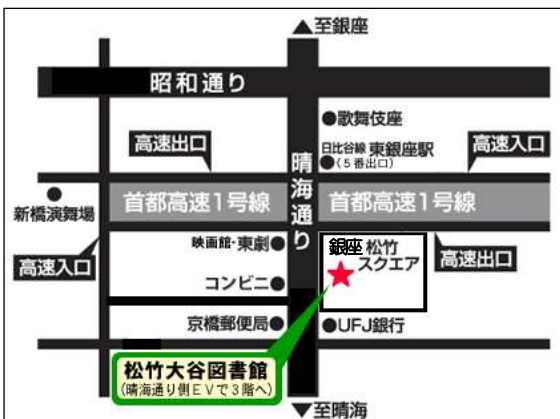 ▲至銀座
昭和通り
●歌舞伎座
日比谷線 東銀座駅
●(5番出口)
高速出口
高速入口
晴海通り
首都高速1号線
首都高速1号線
●
新橋演舞場
映画館・東劇●
銀座 松竹
スクエア
高速入口
高速出口
コンビニ●
京橋郵便局●
●UFJ銀行
松竹大谷図書館
(晴海通り側EVで3階へ)
▼至晴海